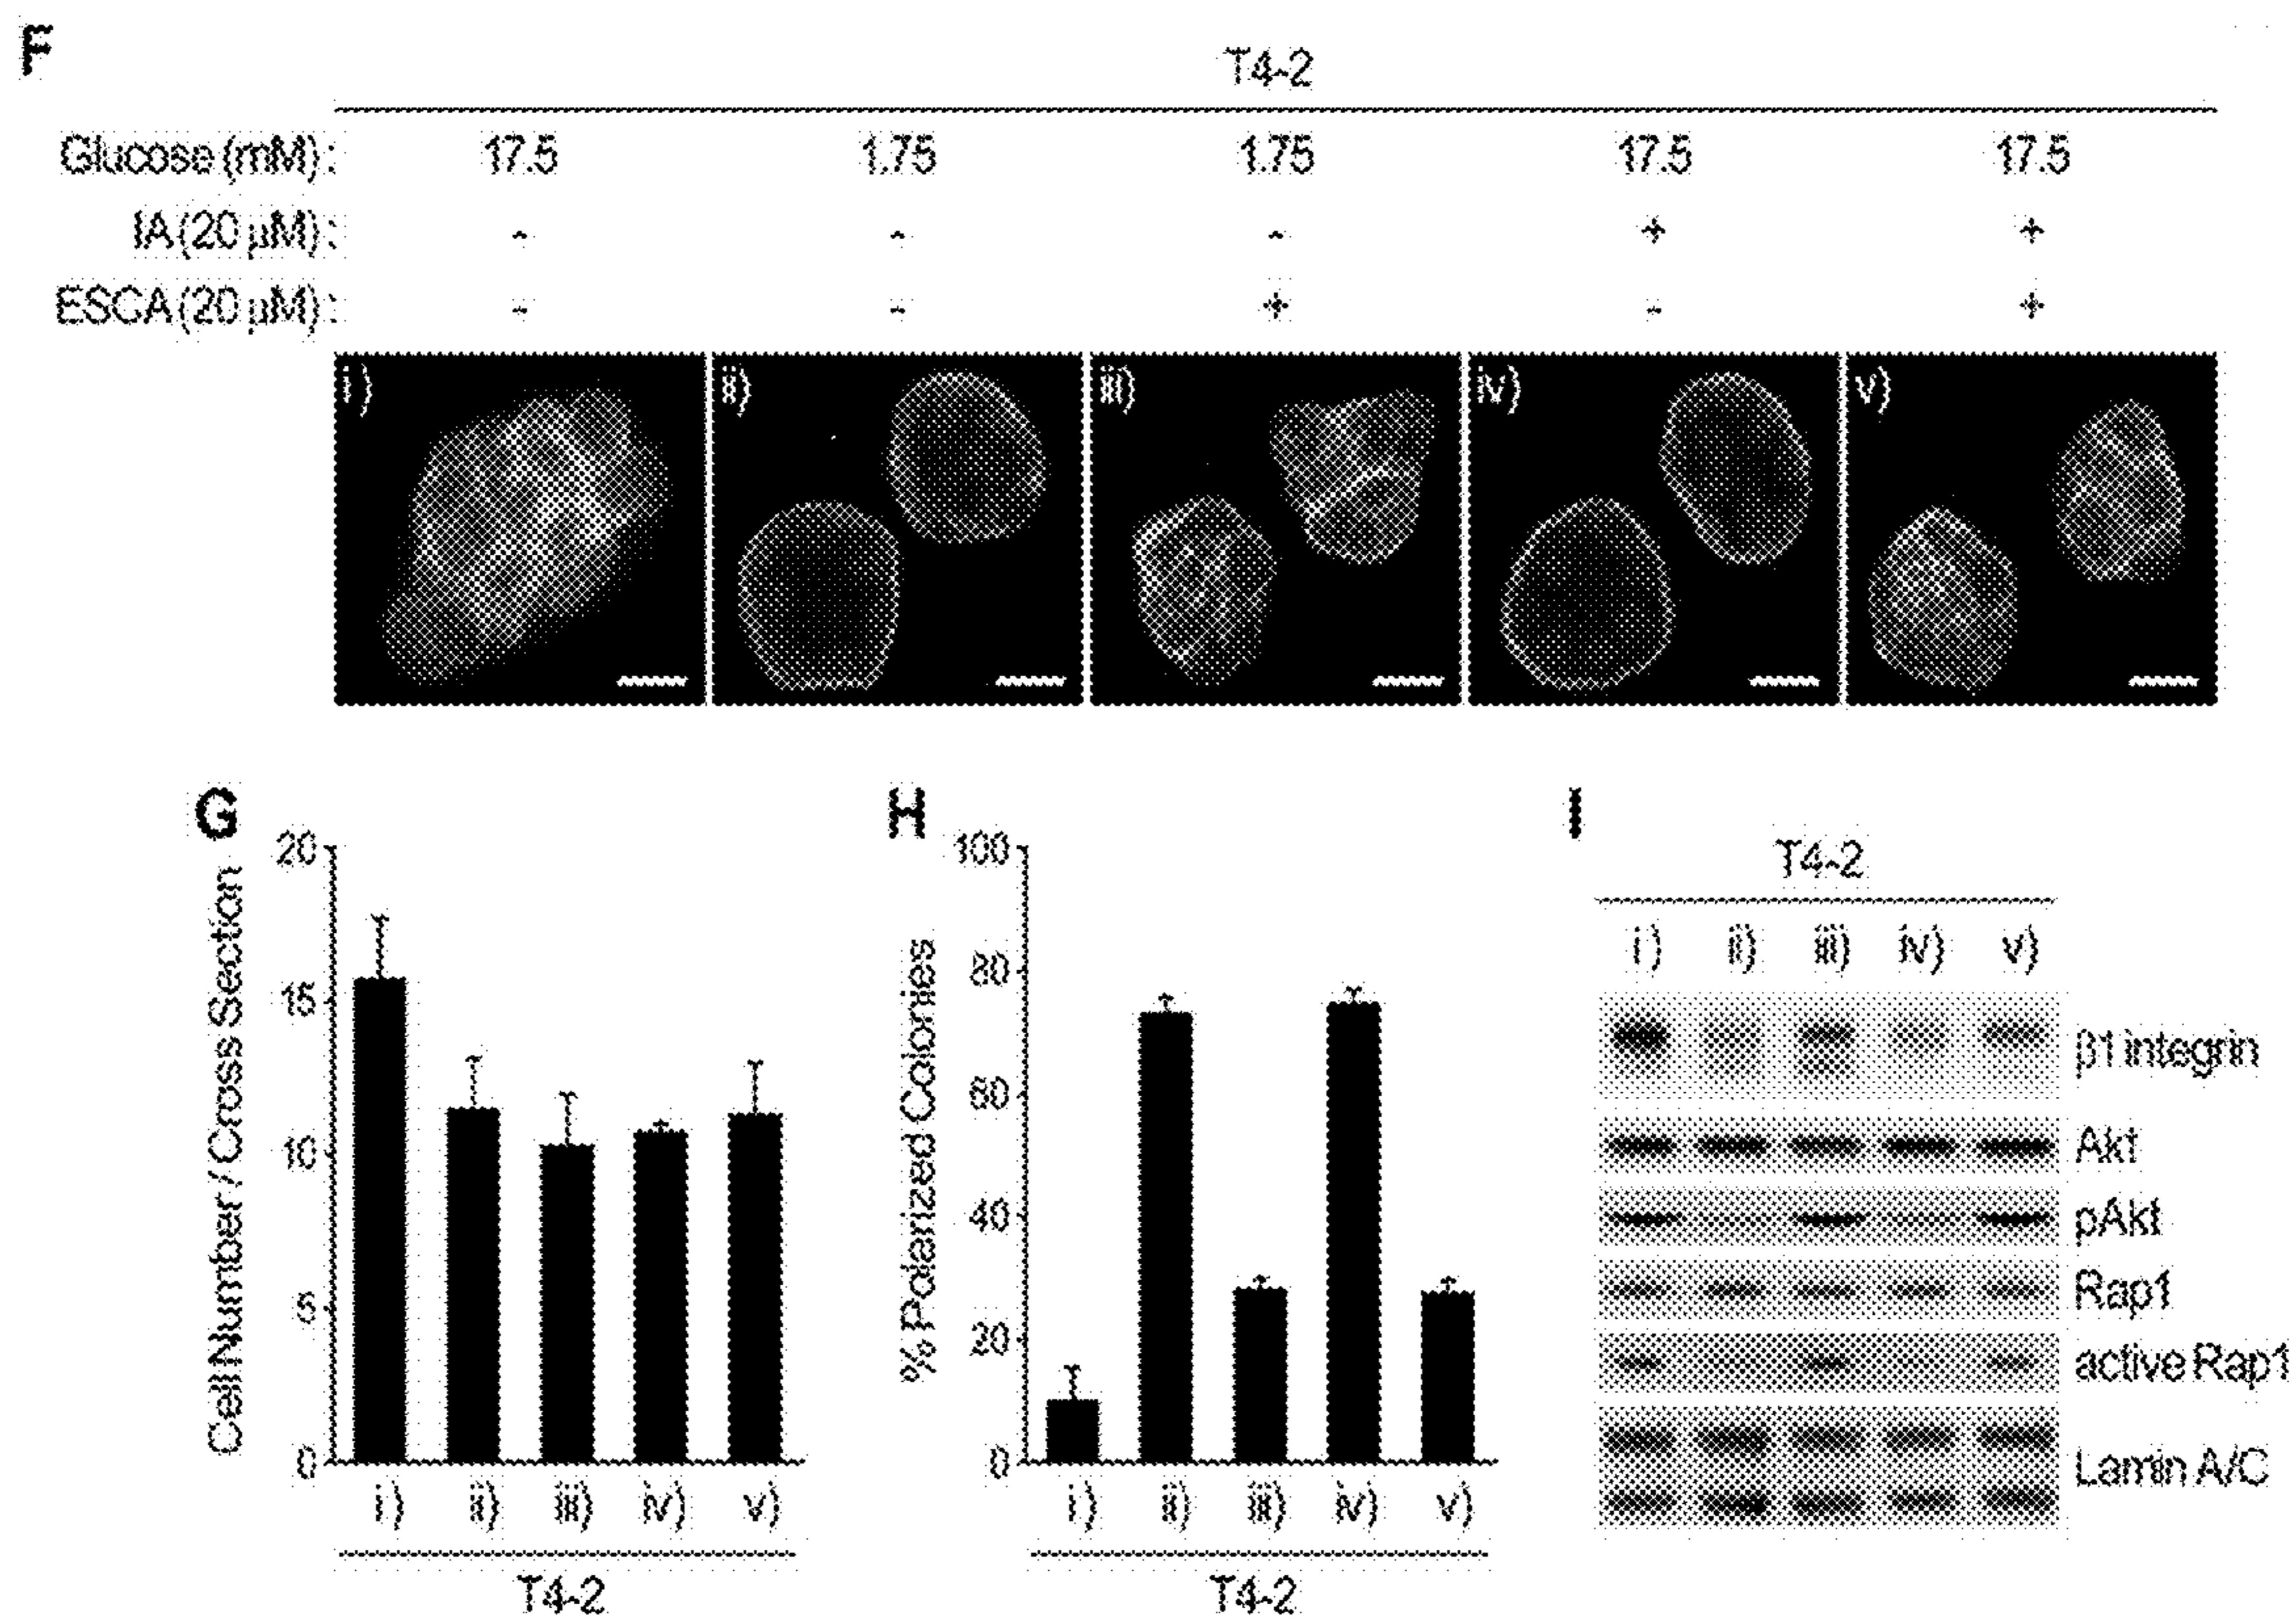 F
T4-2
Glucose (mM): 17.5 1.75 1.75 17.5 17.5
IA (20 µM): - - - + +
ESCA (20 µM): - - + - +
i) ii) iii) iv) v)
G
Cell Number / Cross Section
20
15
10
5
0
i) ii) iii) iv) v)
T4-2
H
% Polarized Colonies
100
80
60
40
20
0
i) ii) iii) iv) v)
T4-2
I
T4-2
i) ii) iii) iv) v)
β1 integrin
Akt
pAkt
Rap1
active Rap1
Lamin A/C